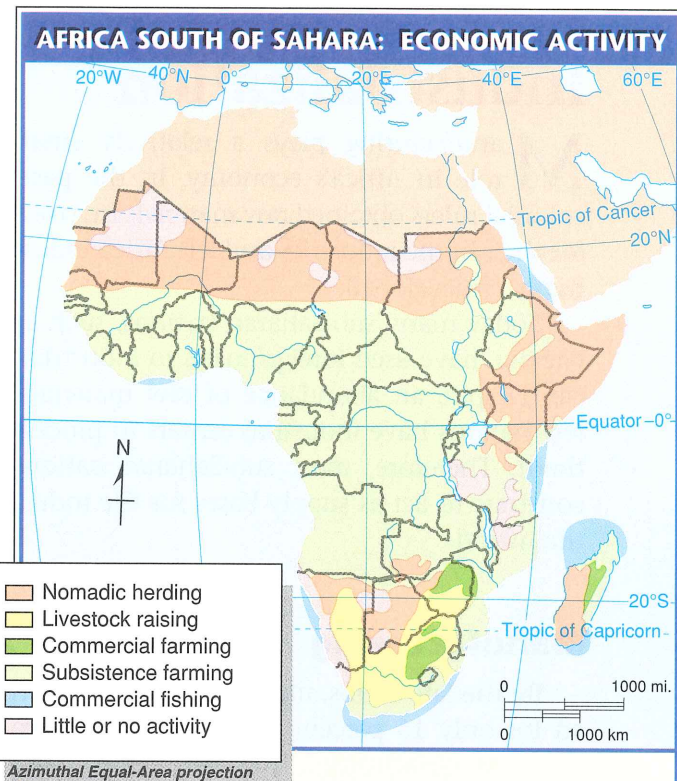 AFRICA SOUTH OF SAHARA: ECONOMIC ACTIVITY
20°W 40°N 0° 20°E 40°E 60°E
Tropic of Cancer
20°N
Equator 0°
N
20°S
Tropic of Capricorn
Nomadic herding
Livestock raising
Commercial farming
Subsistence farming
Commercial fishing
Little or no activity
0 1000 mi.
0 1000 km
Azimuthal Equal-Area projection